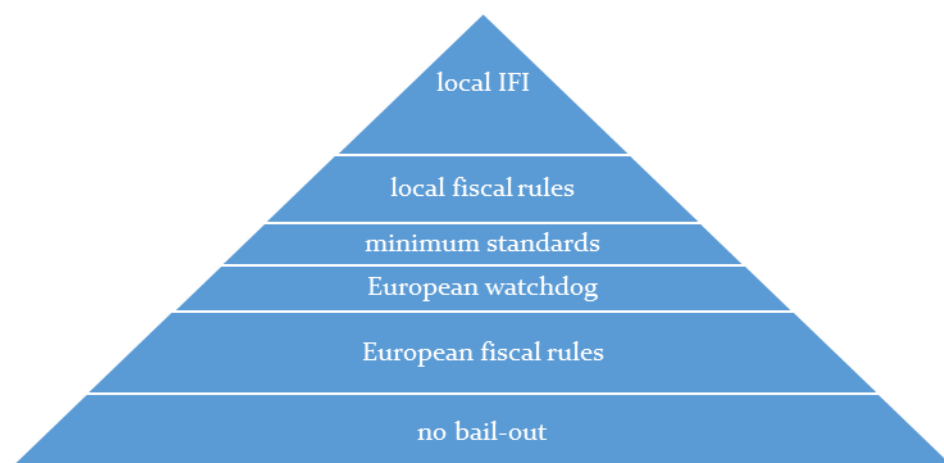 local IFI
local fiscal rules
minimum standards
European watchdog
European fiscal rules
no bail-out